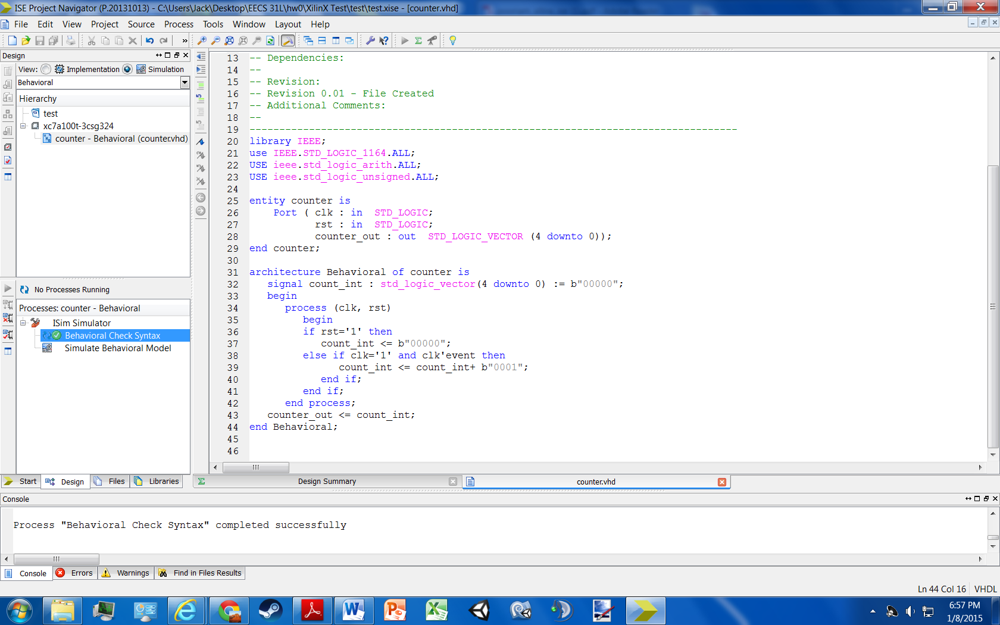 ISE Project Navigator (P.20131013) - C:\Users\Jack\Desktop\EECS 31L\hw0\XilinX Test\test\test.xise - [counter.vhd]
File Edit View Project Source Process Tools Window Layout Help
Design
View: Implementation Simulation
Behavioral
Hierarchy
test
xc7a100t-3csg324
counter - Behavioral (counter.vhd)
No Processes Running
Processes: counter - Behavioral
ISim Simulator
Behavioral Check Syntax
Simulate Behavioral Model
Start Design Files Libraries
13 -- Dependencies:
14 --
15 -- Revision:
16 -- Revision 0.01 - File Created
17 -- Additional Comments:
18 --
19 ----------------------------------------------------------------------------------
20 library IEEE;
21 use IEEE.STD_LOGIC_1164.ALL;
22 USE ieee.std_logic_arith.ALL;
23 USE ieee.std_logic_unsigned.ALL;
24
25 entity counter is
26     Port ( clk : in  STD_LOGIC;
27            rst : in  STD_LOGIC;
28            counter_out : out  STD_LOGIC_VECTOR (4 downto 0));
29 end counter;
30
31 architecture Behavioral of counter is
32    signal count_int : std_logic_vector(4 downto 0) := b"00000";
33    begin
34       process (clk, rst)
35          begin
36          if rst='1' then
37             count_int <= b"00000";
38          else if clk='1' and clk'event then
39                count_int <= count_int+ b"0001";
40             end if;
41          end if;
42       end process;
43    counter_out <= count_int;
44 end Behavioral;
45
46
Design Summary counter.vhd
Console
Process "Behavioral Check Syntax" completed successfully
Console Errors Warnings Find in Files Results
Ln 44 Col 16 VHDL
6:57 PM
1/8/2015